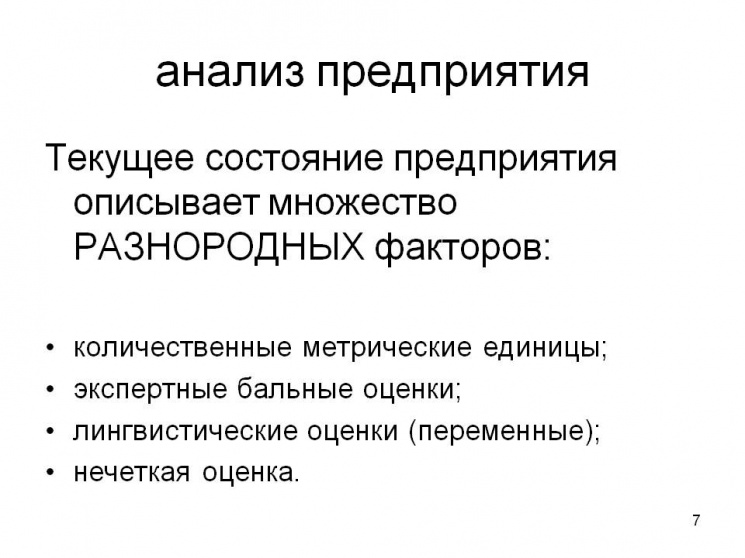 анализ предприятия
Текущее состояние предприятия
описывает множество
РАЗНОРОДНЫХ факторов:
• количественные метрические единицы;
• экспертные бальные оценки;
• лингвистические оценки (переменные);
• нечеткая оценка.
7